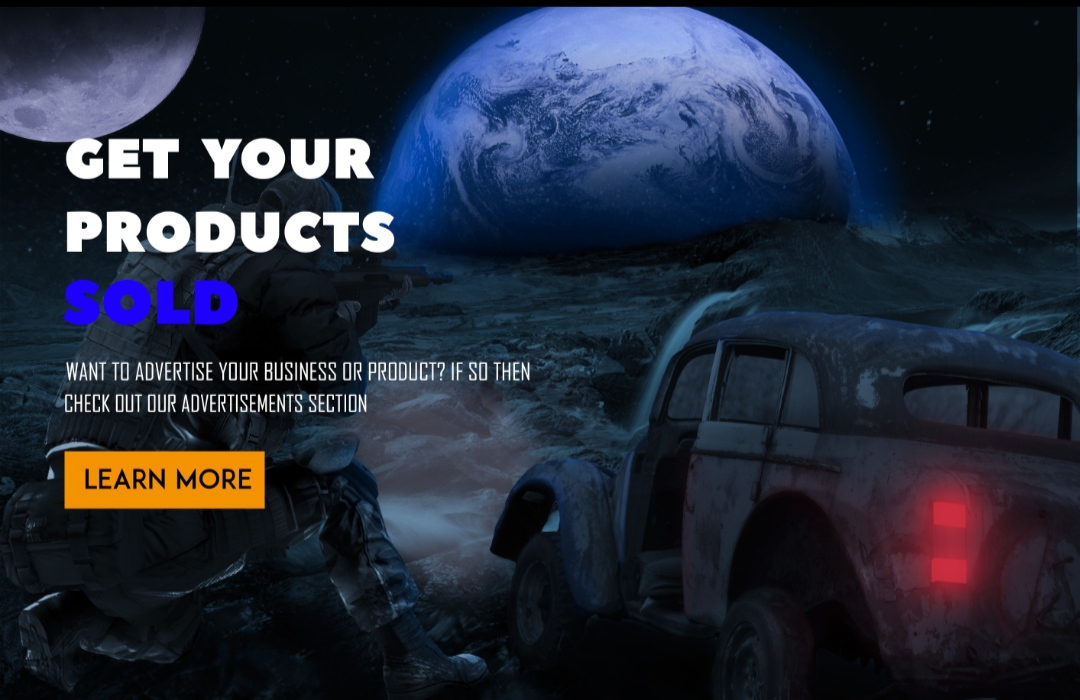 GET YOUR
PRODUCTS
SOLD
WANT TO ADVERTISE YOUR BUSINESS OR PRODUCT? IF SO THEN
CHECK OUT OUR ADVERTISEMENTS SECTION
LEARN MORE